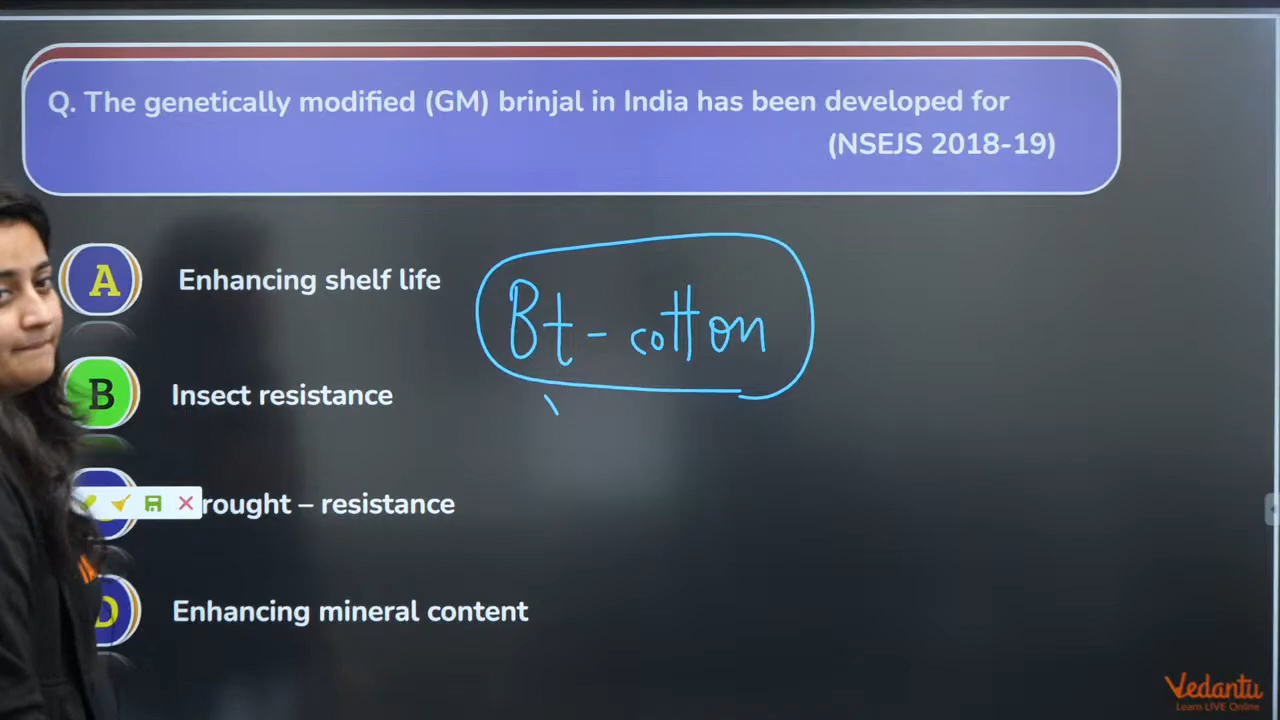 Q. The genetically modified (GM) brinjal in India has been developed for
(NSEJS 2018-19)
A Enhancing shelf life
Bt - cotton
B Insect resistance
rought – resistance
D Enhancing mineral content
Vedantu
Learn LIVE Online